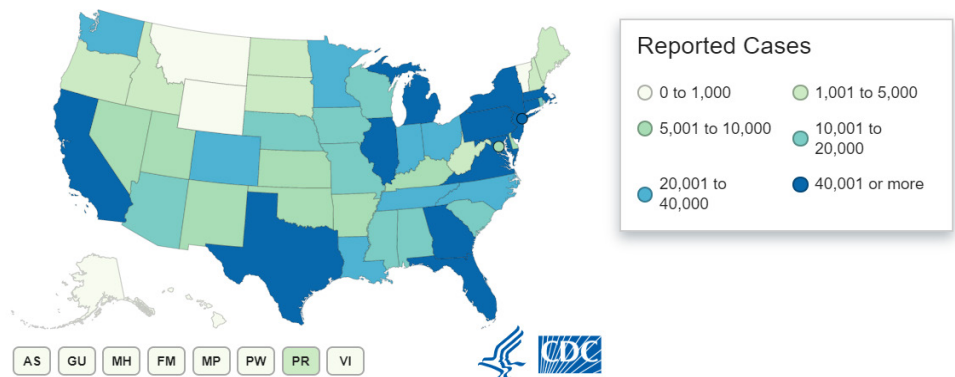 Reported Cases
0 to 1,000
1,001 to 5,000
5,001 to 10,000
10,001 to
20,000
20,001 to
40,000
40,001 or more
AS GU MH FM MP PW PR VI
CDC